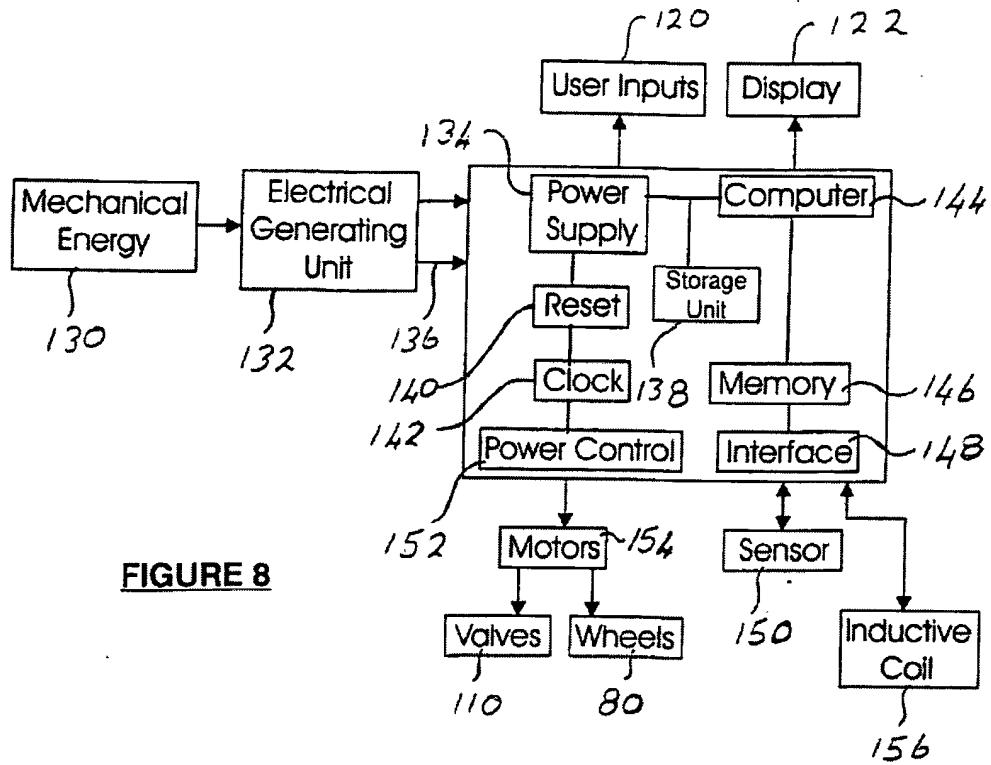 120
122
User Inputs
Display
134
Mechanical
Energy
Electrical
Generating
Unit
Power
Supply
Computer
144
Storage
Unit
130
132
136
Reset
140
138
Clock
142
Memory
146
Power Control
Interface
148
152
Motors
154
Sensor
FIGURE 8
Valves
Wheels
150
Inductive
Coil
110
80
156